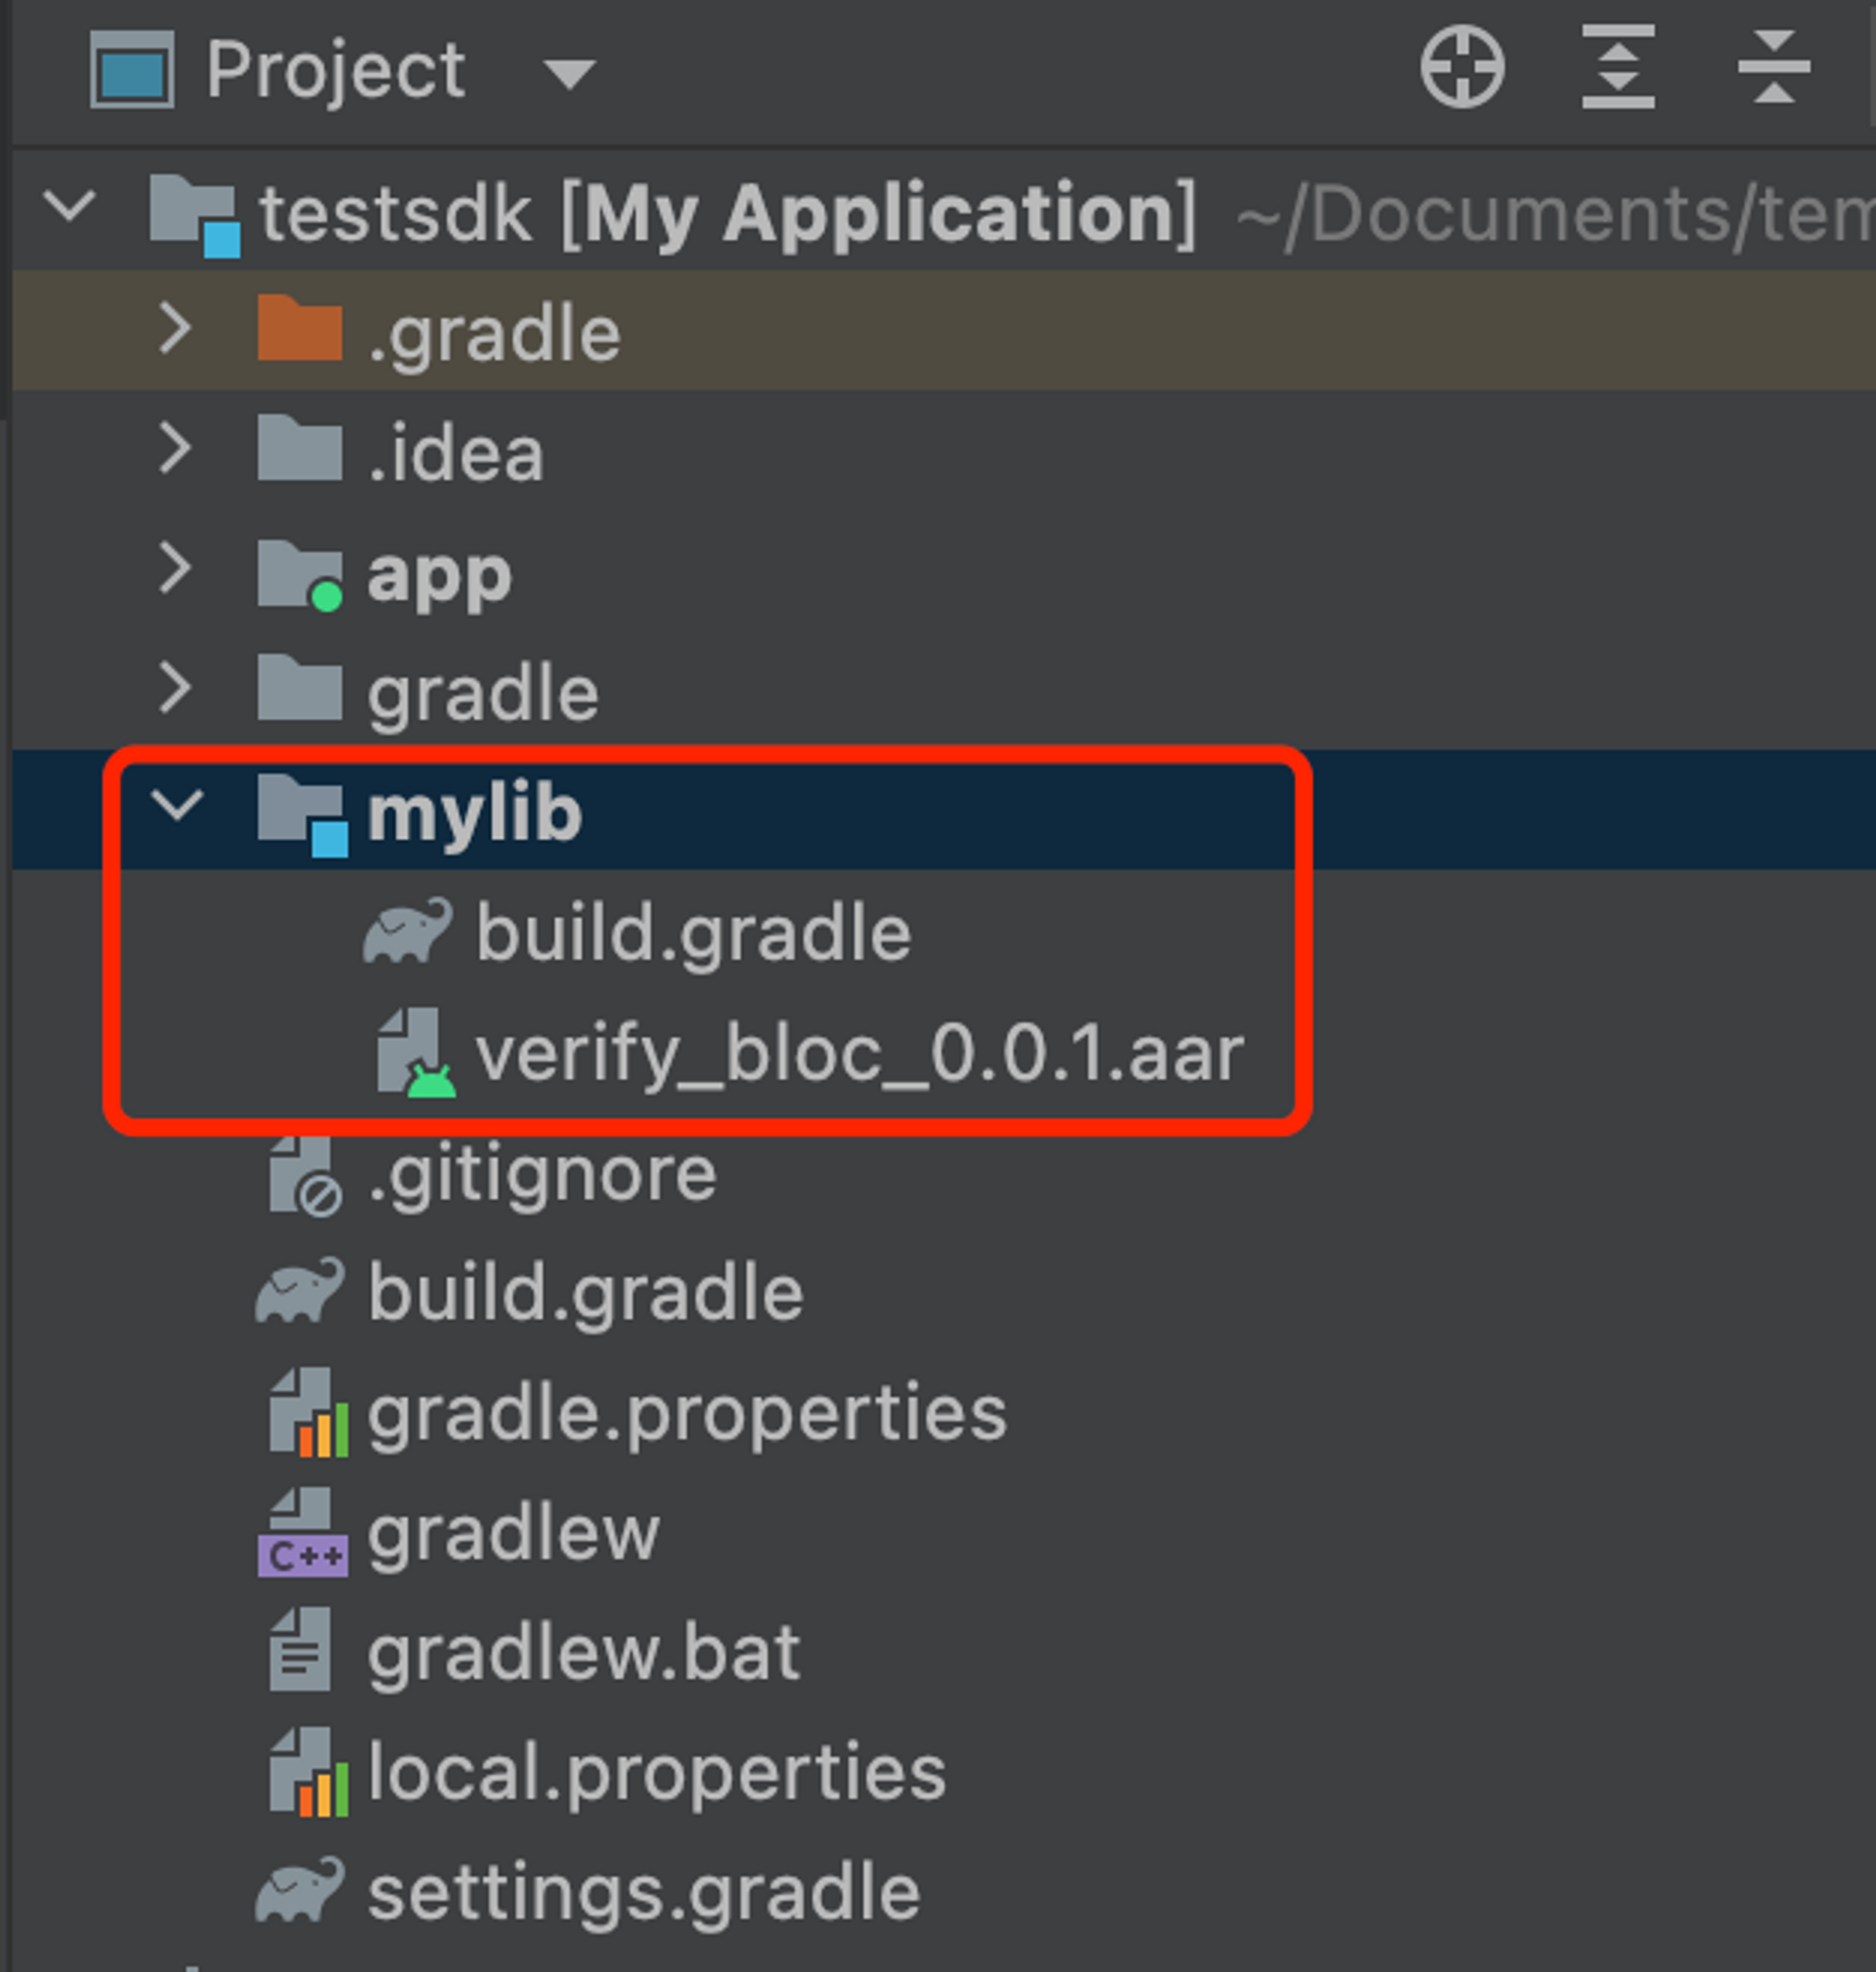 Project
testsdk [My Application] ~/Documents/tem
.gradle
.idea
app
gradle
mylib
build.gradle
verify_bloc_0.0.1.aar
.gitignore
build.gradle
gradle.properties
C++ gradlew
gradlew.bat
local.properties
settings.gradle